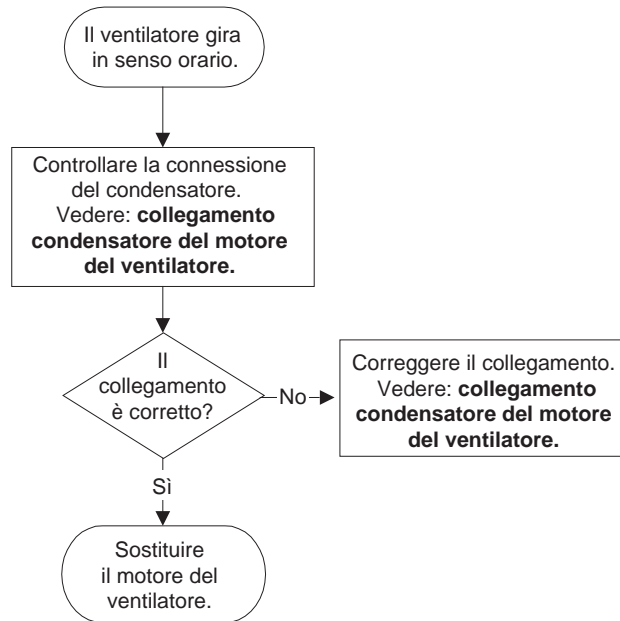 Il ventilatore gira
in senso orario.
Controllare la connessione
del condensatore.
Vedere: collegamento
condensatore del motore
del ventilatore.
Il
collegamento
è corretto?
No
Correggere il collegamento.
Vedere: collegamento
condensatore del motore
del ventilatore.
Sì
Sostituire
il motore del
ventilatore.